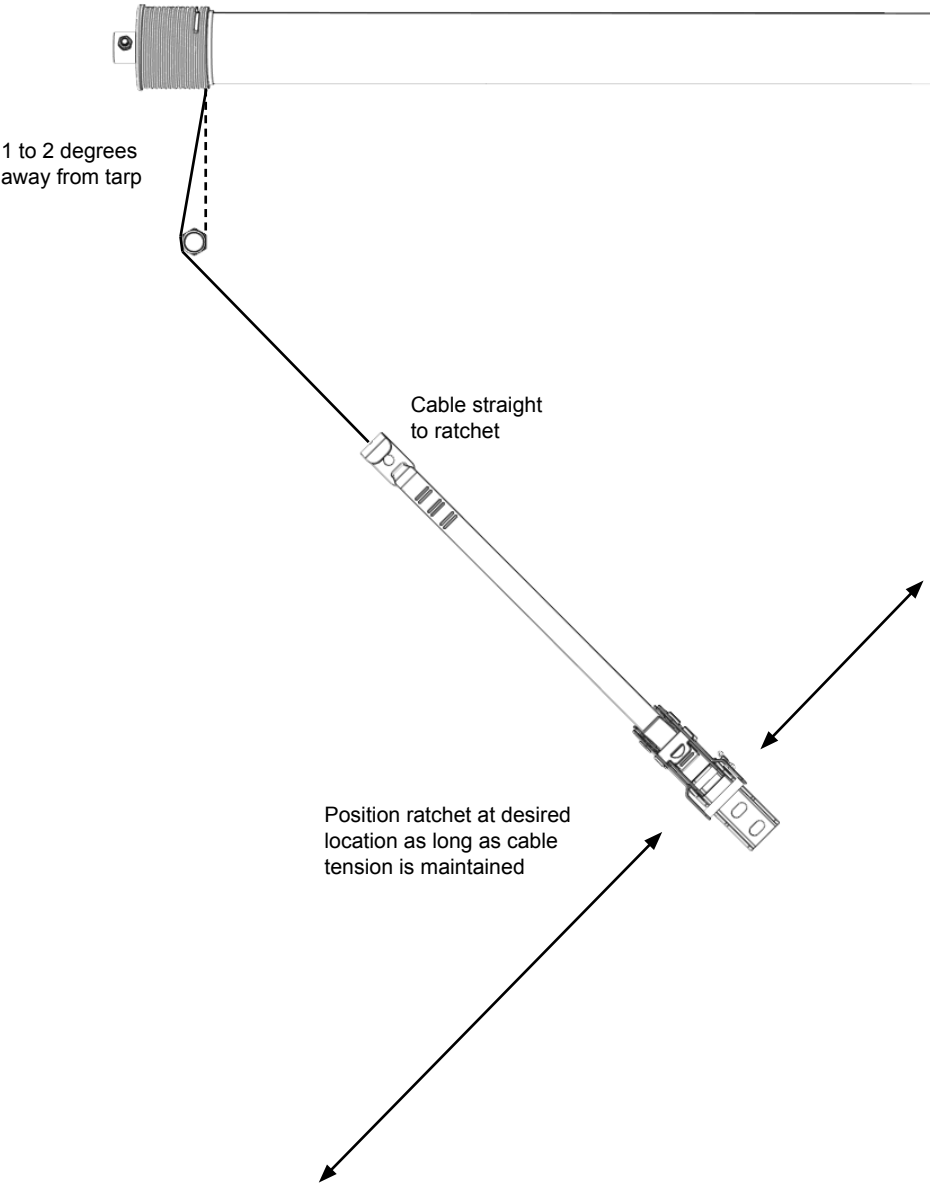 1 to 2 degrees
away from tarp
Cable straight
to ratchet
Position ratchet at desired
location as long as cable
tension is maintained